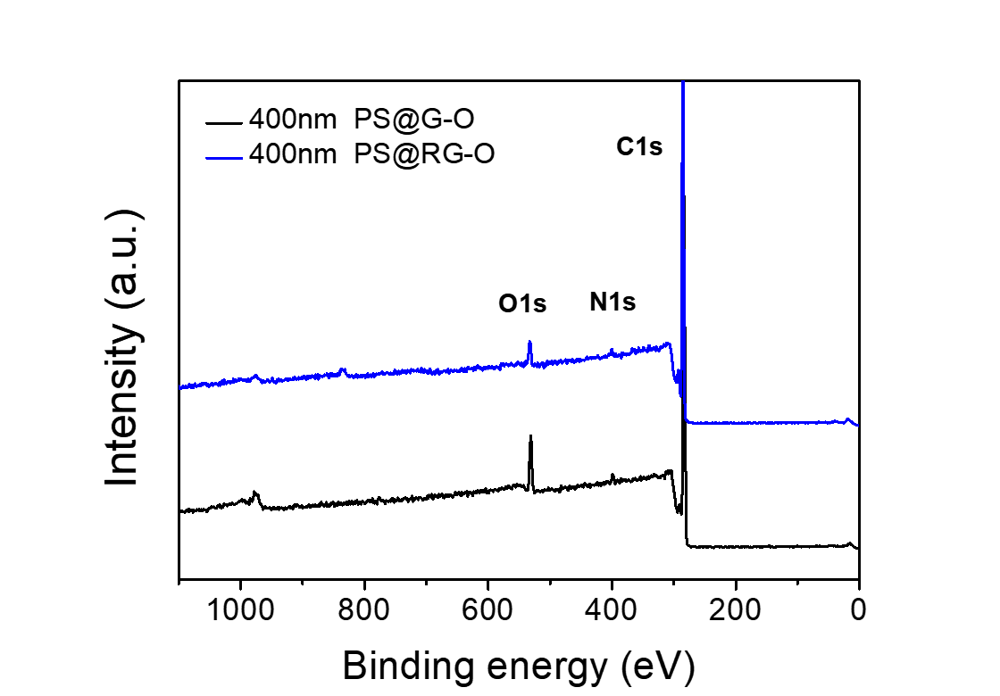 400nm  PS@G-O
400nm  PS@RG-O
C1s
O1s
N1s
Intensity (a.u.)
1000 800 600 400 200 0
Binding energy (eV)